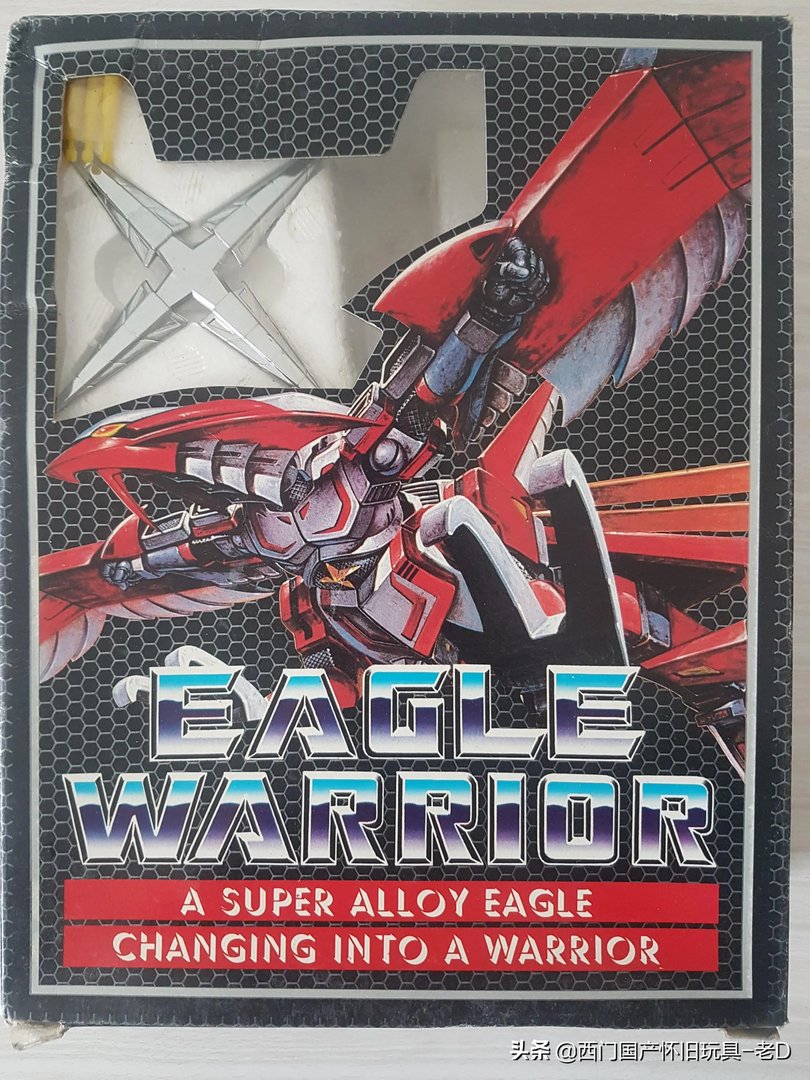 EAGLE
WARRIOR
A SUPER ALLOY EAGLE
CHANGING INTO A WARRIOR
头条 @西门国产怀旧玩具-老D